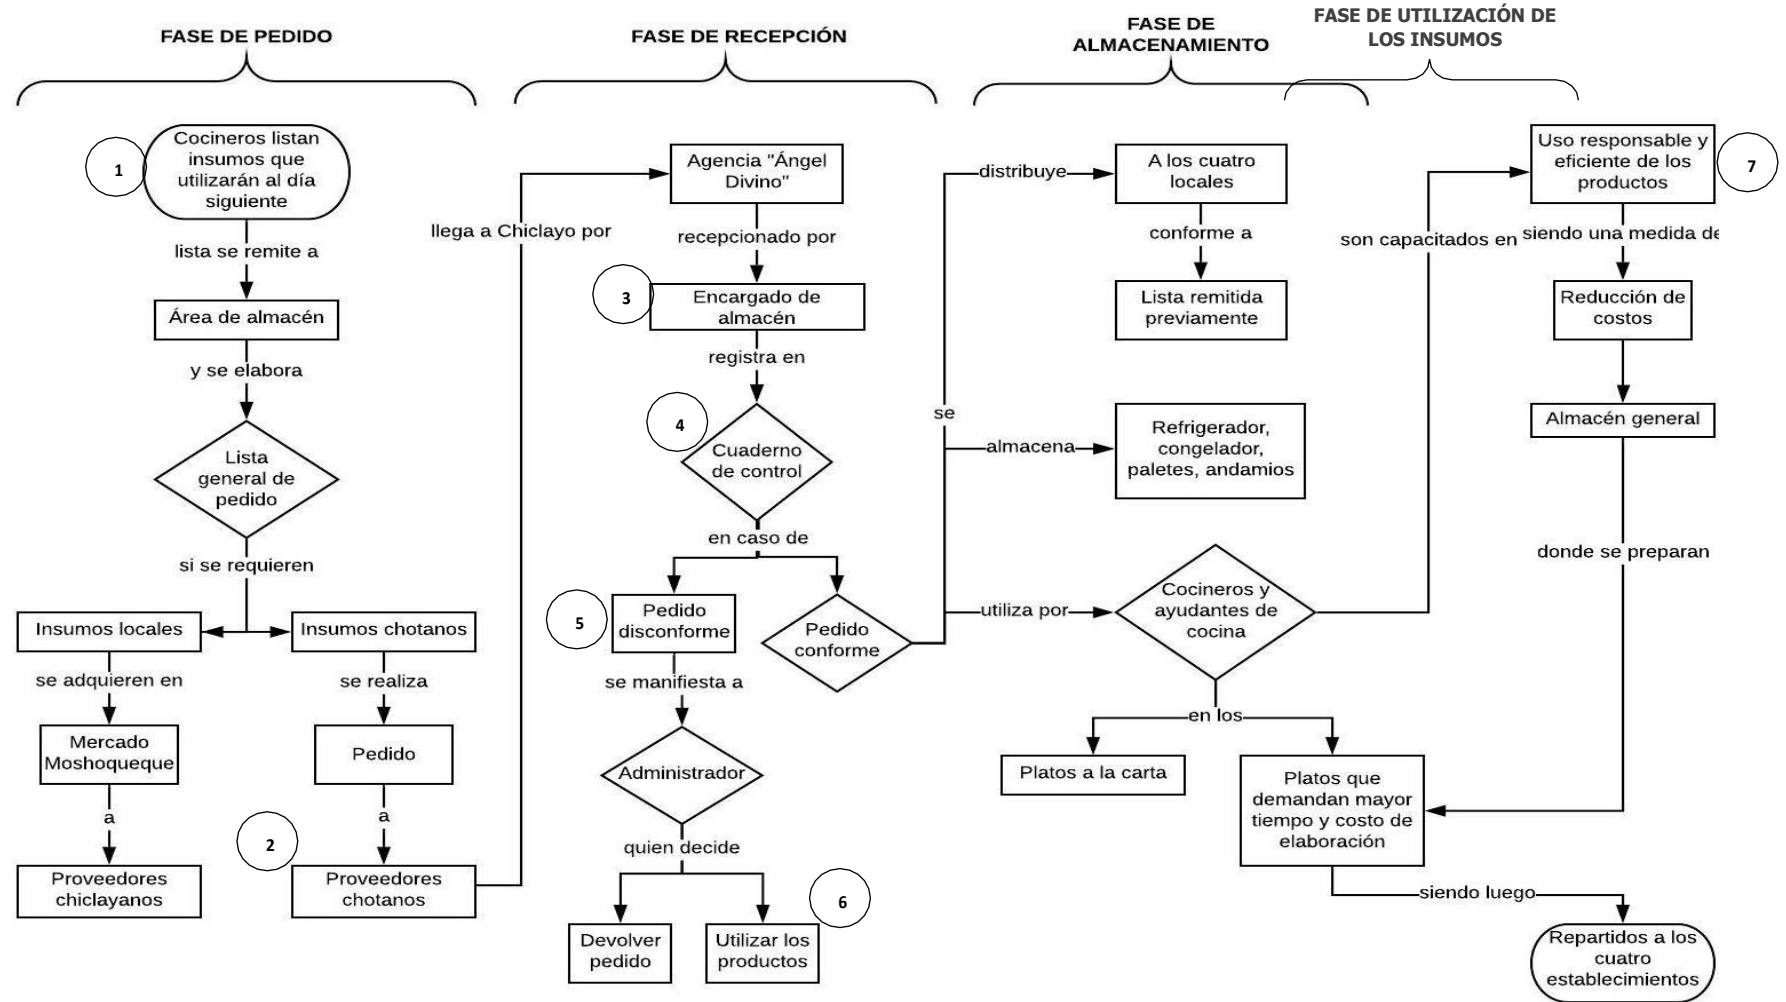 FASE DE PEDIDO
1
Cocineros listan
insumos que
utilizarán al día
siguiente
lista se remite a
Área de almacén
y se elabora
Lista
general de
pedido
si se requieren
Insumos locales
Insumos chotanos
se adquieren en
se realiza
Mercado
Moshoqueque
Pedido
a
a
2
Proveedores
chiclayanos
Proveedores
chotanos
llega a Chiclayo por
FASE DE RECEPCIÓN
Agencia "Ángel
Divino"
recepcionado por
3
Encargado de
almacén
registra en
4
Cuaderno
de control
en caso de
5
Pedido
disconforme
Pedido
conforme
se manifiesta a
Administrador
quien decide
6
Devolver
pedido
Utilizar los
productos
FASE DE
ALMACENAMIENTO
se
distribuye
A los cuatro
locales
conforme a
Lista remitida
previamente
almacena
Refrigerador,
congelador,
paletes, andamios
utiliza por
Cocineros y
ayudantes de
cocina
en los
Platos a la carta
Platos que
demandan mayor
tiempo y costo de
elaboración
son capacitados en
FASE DE UTILIZACIÓN DE
LOS INSUMOS
Uso responsable y
eficiente de los
productos
7
siendo una medida de
Reducción de
costos
Almacén general
donde se preparan
siendo luego
Repartidos a los
cuatro
establecimientos